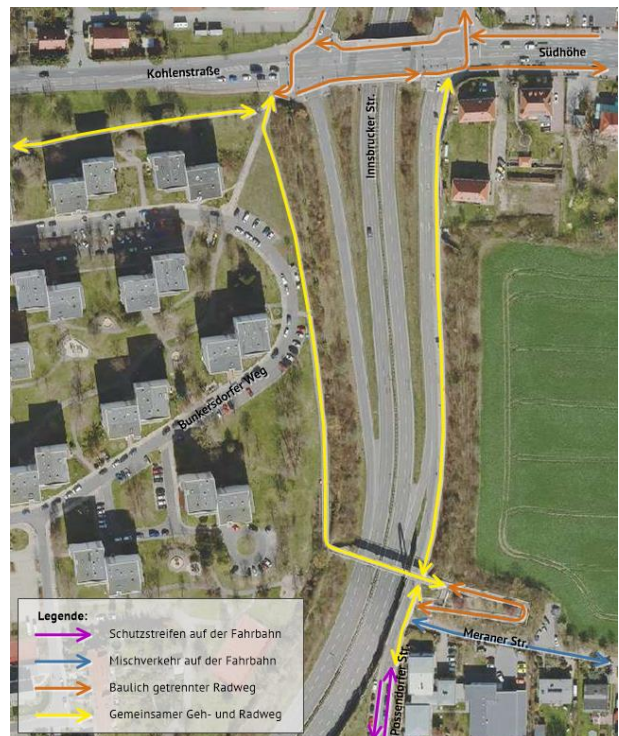 Südhöhe
Kohlenstraße
Innsbrucker Str.
Bunkersdorfer Weg
Meraner Str.
Possendorfer Str.
Legende:
Schutzstreifen auf der Fahrbahn
Mischverkehr auf der Fahrbahn
Baulich getrennter Radweg
Gemeinsamer Geh- und Radweg